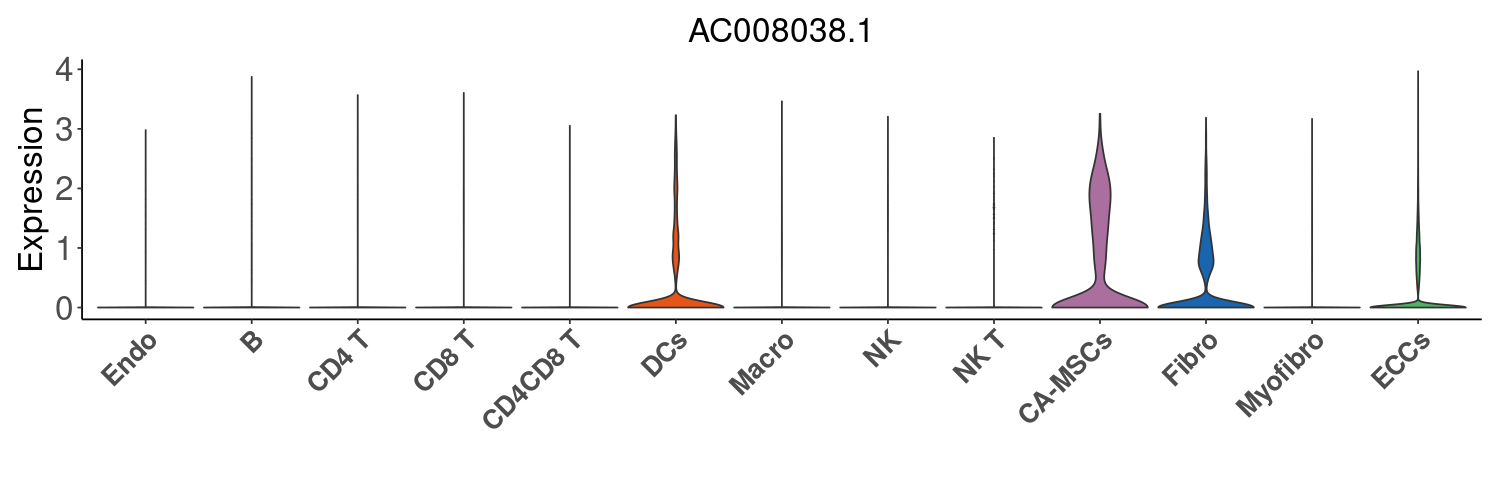 AC008038.1
Expression
4
3
2
1
0
Endo
B
CD4 T
CD8 T
CD4CD8 T
DCs
Macro
NK
NK T
CA-MSCs
Fibro
Myofibro
ECCs